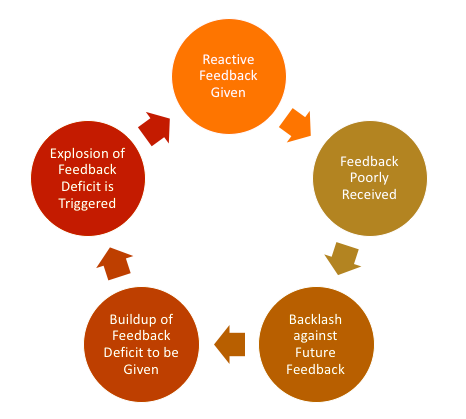 Reactive
Feedback
Given
Feedback
Poorly
Received
Backlash
against
Future
Feedback
Buildup of
Feedback
Deficit to be
Given
Explosion of
Feedback
Deficit is
Triggered